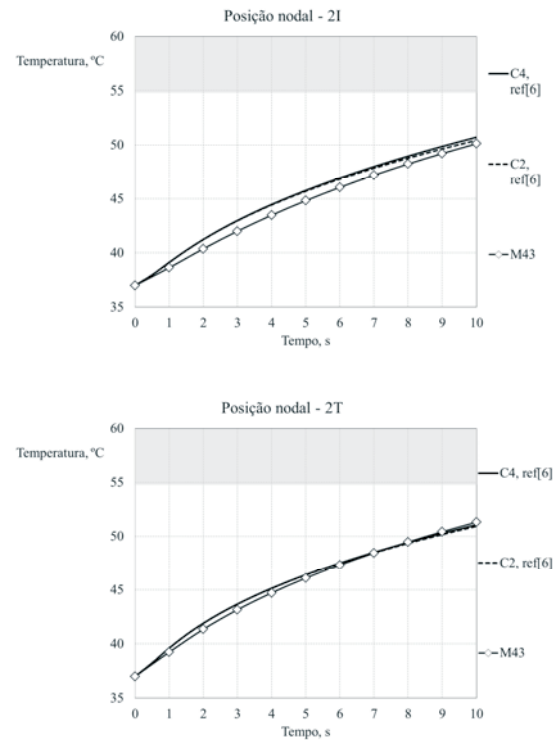 Posição nodal - 2I
Temperatura, ºC
60
55
50
45
40
35
0 1 2 3 4 5 6 7 8 9 10
Tempo, s
C4,
ref[6]
C2,
ref[6]
M43
Posição nodal - 2T
Temperatura, ºC
60
55
50
45
40
35
0 1 2 3 4 5 6 7 8 9 10
Tempo, s
C4, ref[6]
C2, ref[6]
M43